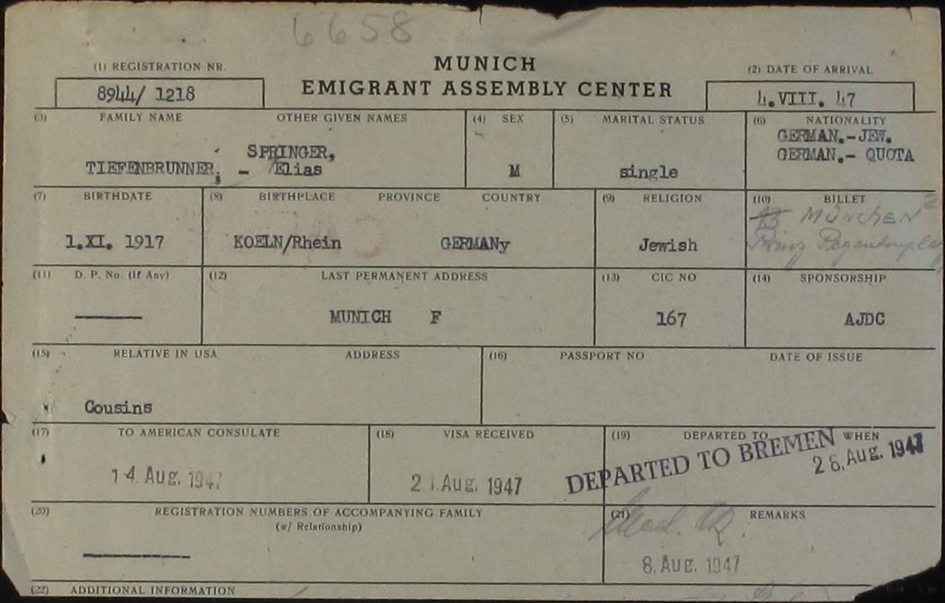 6658
MUNICH
EMIGRANT ASSEMBLY CENTER
(1) REGISTRATION NR.
8944/ 1218
(2) DATE OF ARRIVAL
4.VIII. 47
(3) FAMILY NAME OTHER GIVEN NAMES
SPRINGER,
TIEFENBRUNNER, - Elias
(4) SEX
M
(5) MARITAL STATUS
single
(6) NATIONALITY
GERMAN.-JEW.
GERMAN.- QUOTA
(7) BIRTHDATE
1.XI. 1917
(8) BIRTHPLACE PROVINCE COUNTRY
KOELN/Rhein GERMANy
(9) RELIGION
Jewish
(10) BILLET
MÜNCHEN 2
Prinz
(11) D. P. No. (If Any)
(12) LAST PERMANENT ADDRESS
MUNICH F
(13) CIC NO
167
(14) SPONSORSHIP
AJDC
(15) RELATIVE IN USA ADDRESS
Cousins
(16) PASSPORT NO DATE OF ISSUE
(17) TO AMERICAN CONSULATE
14 Aug. 1947
(18) VISA RECEIVED
21 Aug. 1947
(19) DEPARTED TO WHEN
DEPARTED TO BREMEN 26. Aug. 1947
(20) REGISTRATION NUMBERS OF ACCOMPANYING FAMILY
(w/ Relationship)
(21) REMARKS
8. Aug. 1947
(22) ADDITIONAL INFORMATION